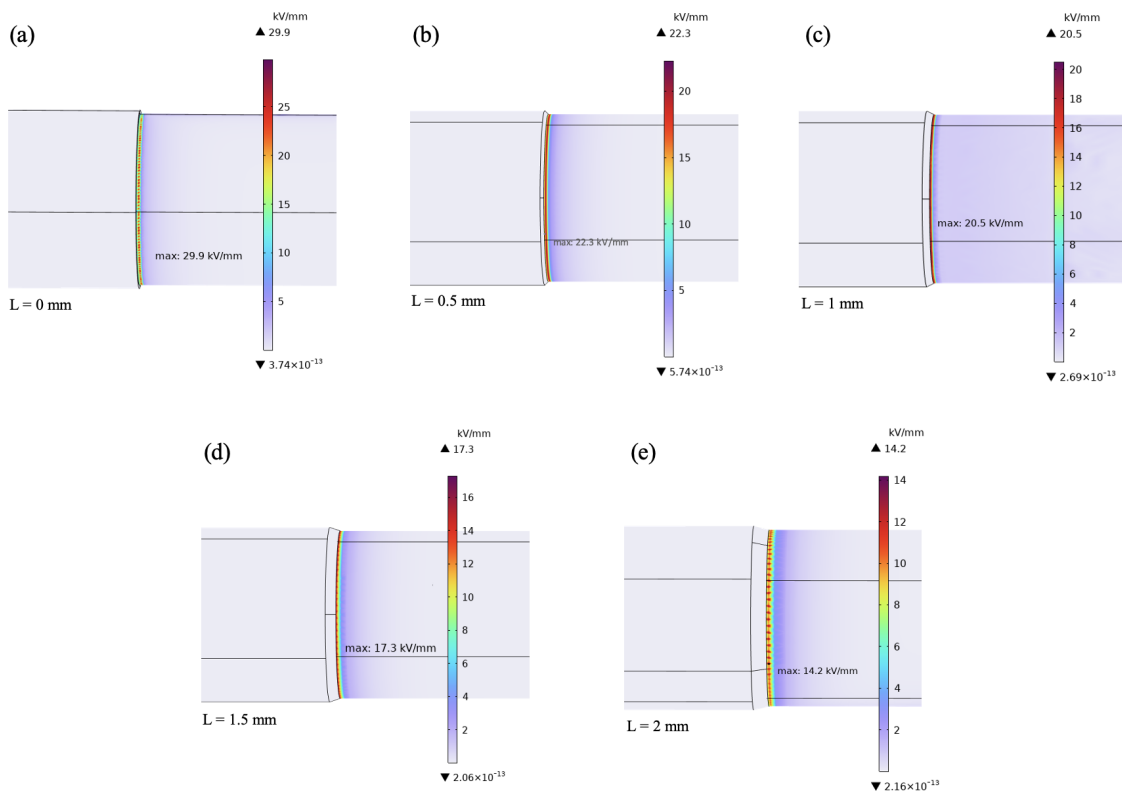 (a)
kV/mm
▲ 29.9
25
20
15
10
5
▼ 3.74×10⁻¹³
max: 29.9 kV/mm
L = 0 mm
(b)
kV/mm
▲ 22.3
20
15
10
5
▼ 5.74×10⁻¹³
max: 22.3 kV/mm
L = 0.5 mm
(c)
kV/mm
▲ 20.5
20
18
16
14
12
10
8
6
4
2
▼ 2.69×10⁻¹³
max: 20.5 kV/mm
L = 1 mm
(d)
kV/mm
▲ 17.3
16
14
12
10
8
6
4
2
▼ 2.06×10⁻¹³
max: 17.3 kV/mm
L = 1.5 mm
(e)
kV/mm
▲ 14.2
14
12
10
8
6
4
2
▼ 2.16×10⁻¹³
max: 14.2 kV/mm
L = 2 mm